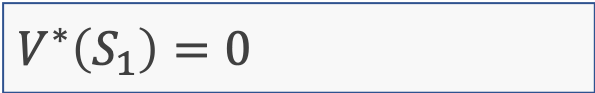 V*(S₁) = 0